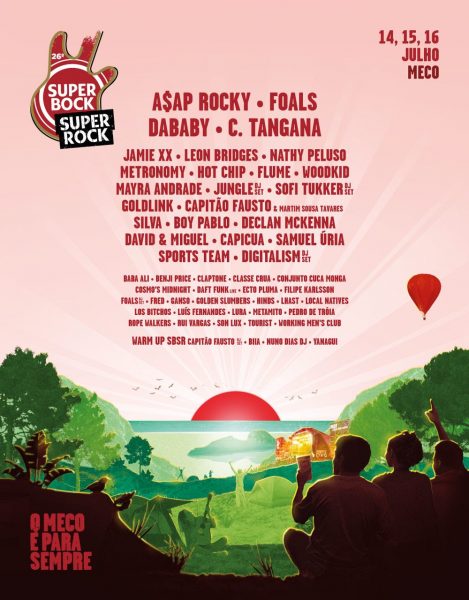 26º
SUPER
BOCK
SUPER
ROCK
14, 15, 16
JULHO
MECO
A$AP ROCKY • FOALS
DABABY • C. TANGANA
JAMIE XX • LEON BRIDGES • NATHY PELUSO
METRONOMY • HOT CHIP • FLUME • WOODKID
MAYRA ANDRADE • JUNGLE DJ SET • SOFI TUKKER DJ SET
GOLDLINK • CAPITÃO FAUSTO & MARTIM SOUSA TAVARES
SILVA • BOY PABLO • DECLAN MCKENNA
DAVID & MIGUEL • CAPICUA • SAMUEL ÚRIA
SPORTS TEAM • DIGITALISM DJ SET
BABA ALI • BENJI PRICE • CLAPTONE • CLASSE CRUA • CONJUNTO CUCA MONGA
COSMO'S MIDNIGHT • DAFT FUNK LIVE • ECTO PLUMA • FILIPE KARLSSON
FOALS DJ SET • FRED • GANSO • GOLDEN SLUMBERS • HINDS • LHAST • LOCAL NATIVES
LOS BITCHOS • LUÍS FERNANDES • LURA • METAMITO • PEDRO DE TRÓIA
ROPE WALKERS • RUI VARGAS • SON LUX • TOURIST • WORKING MEN'S CLUB
WARM UP SBSR CAPITÃO FAUSTO DJ SET • BIIA • NUNO DIAS DJ • YANAGUI
O MECO
É PARA
SEMPRE